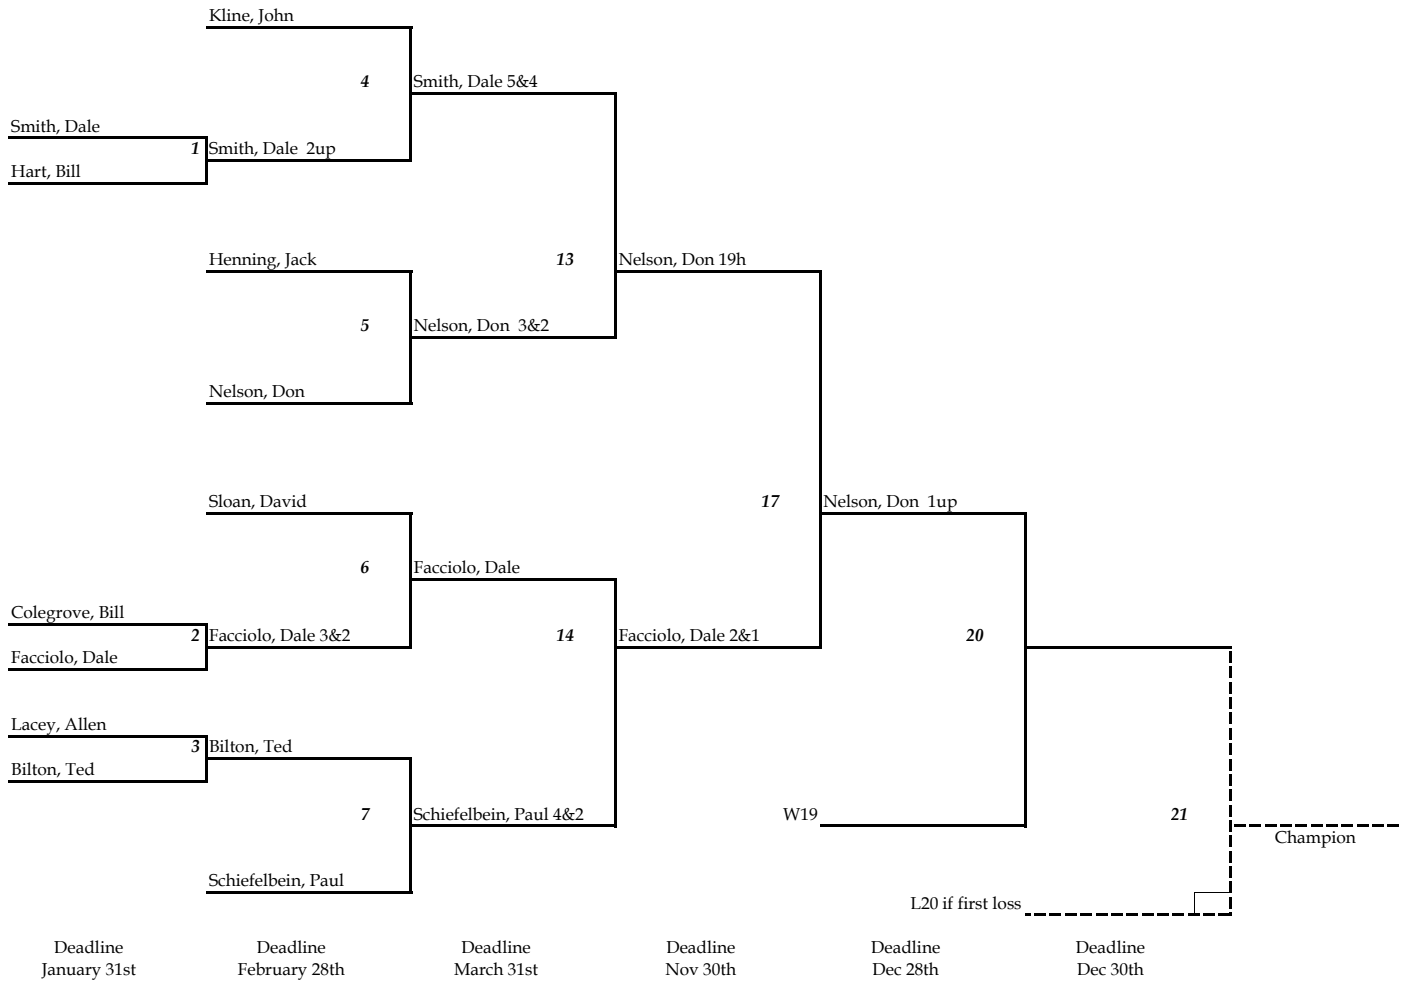 Kline, John
4
Smith, Dale 5&4
Smith, Dale
1
Smith, Dale  2up
Hart, Bill
Henning, Jack
13
Nelson, Don 19h
5
Nelson, Don  3&2
Nelson, Don
Sloan, David
17
Nelson, Don  1up
6
Facciolo, Dale
Colegrove, Bill
2
Facciolo, Dale 3&2
14
Facciolo, Dale 2&1
20
Facciolo, Dale
Lacey, Allen
3
Bilton, Ted
Bilton, Ted
7
Schiefelbein, Paul 4&2
W19
21
Champion
Schiefelbein, Paul
L20 if first loss
Deadline
January 31st
Deadline
February 28th
Deadline
March 31st
Deadline
Nov 30th
Deadline
Dec 28th
Deadline
Dec 30th